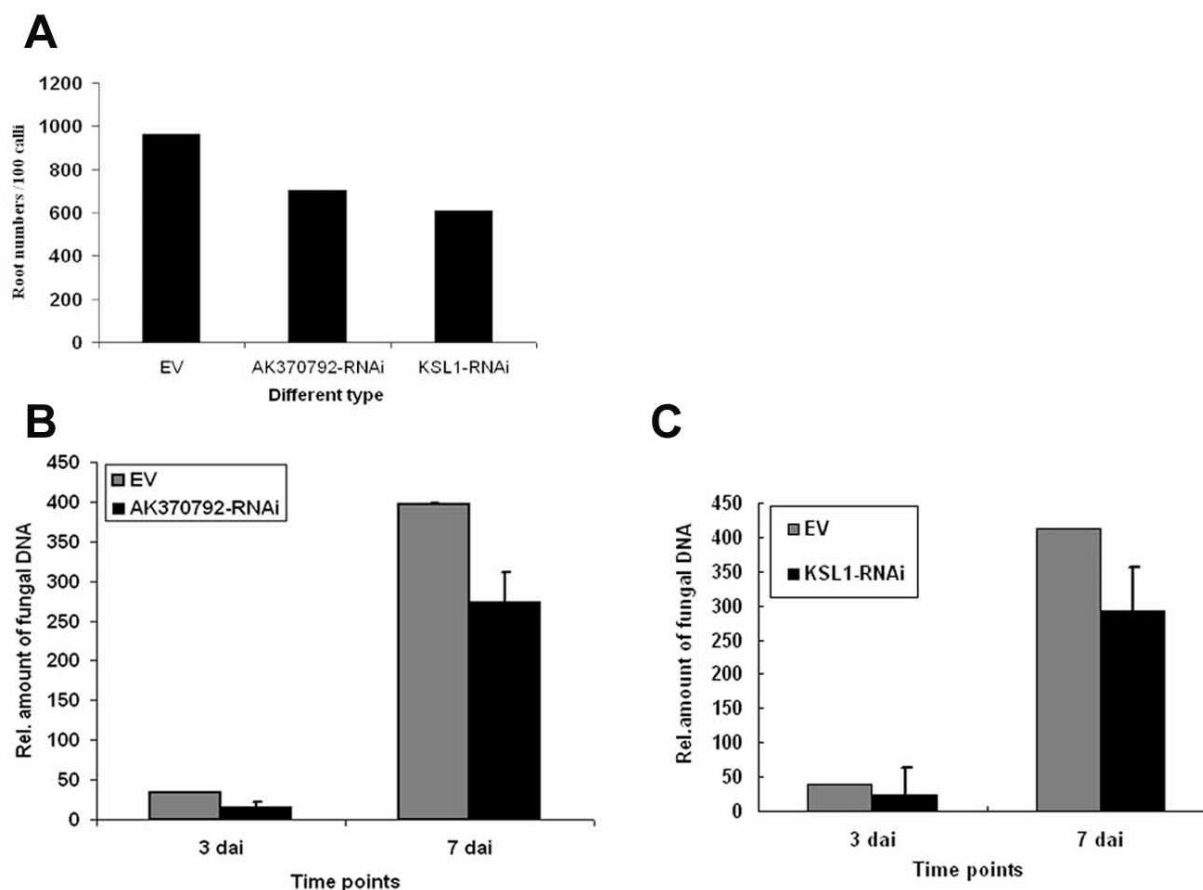 A
1200
1000
800
600
400
200
0
Root numbers /100 calli
EV AK370792-RNAi KSL1-RNAi
Different type
B
450
400
350
300
250
200
150
100
50
0
Rel. amount of fungal DNA
EV
AK370792-RNAi
3 dai 7 dai
Time points
C
450
400
350
300
250
200
150
100
50
0
Rel.amount of fungal DNA
EV
KSL1-RNAi
3 dai 7 dai
Time points